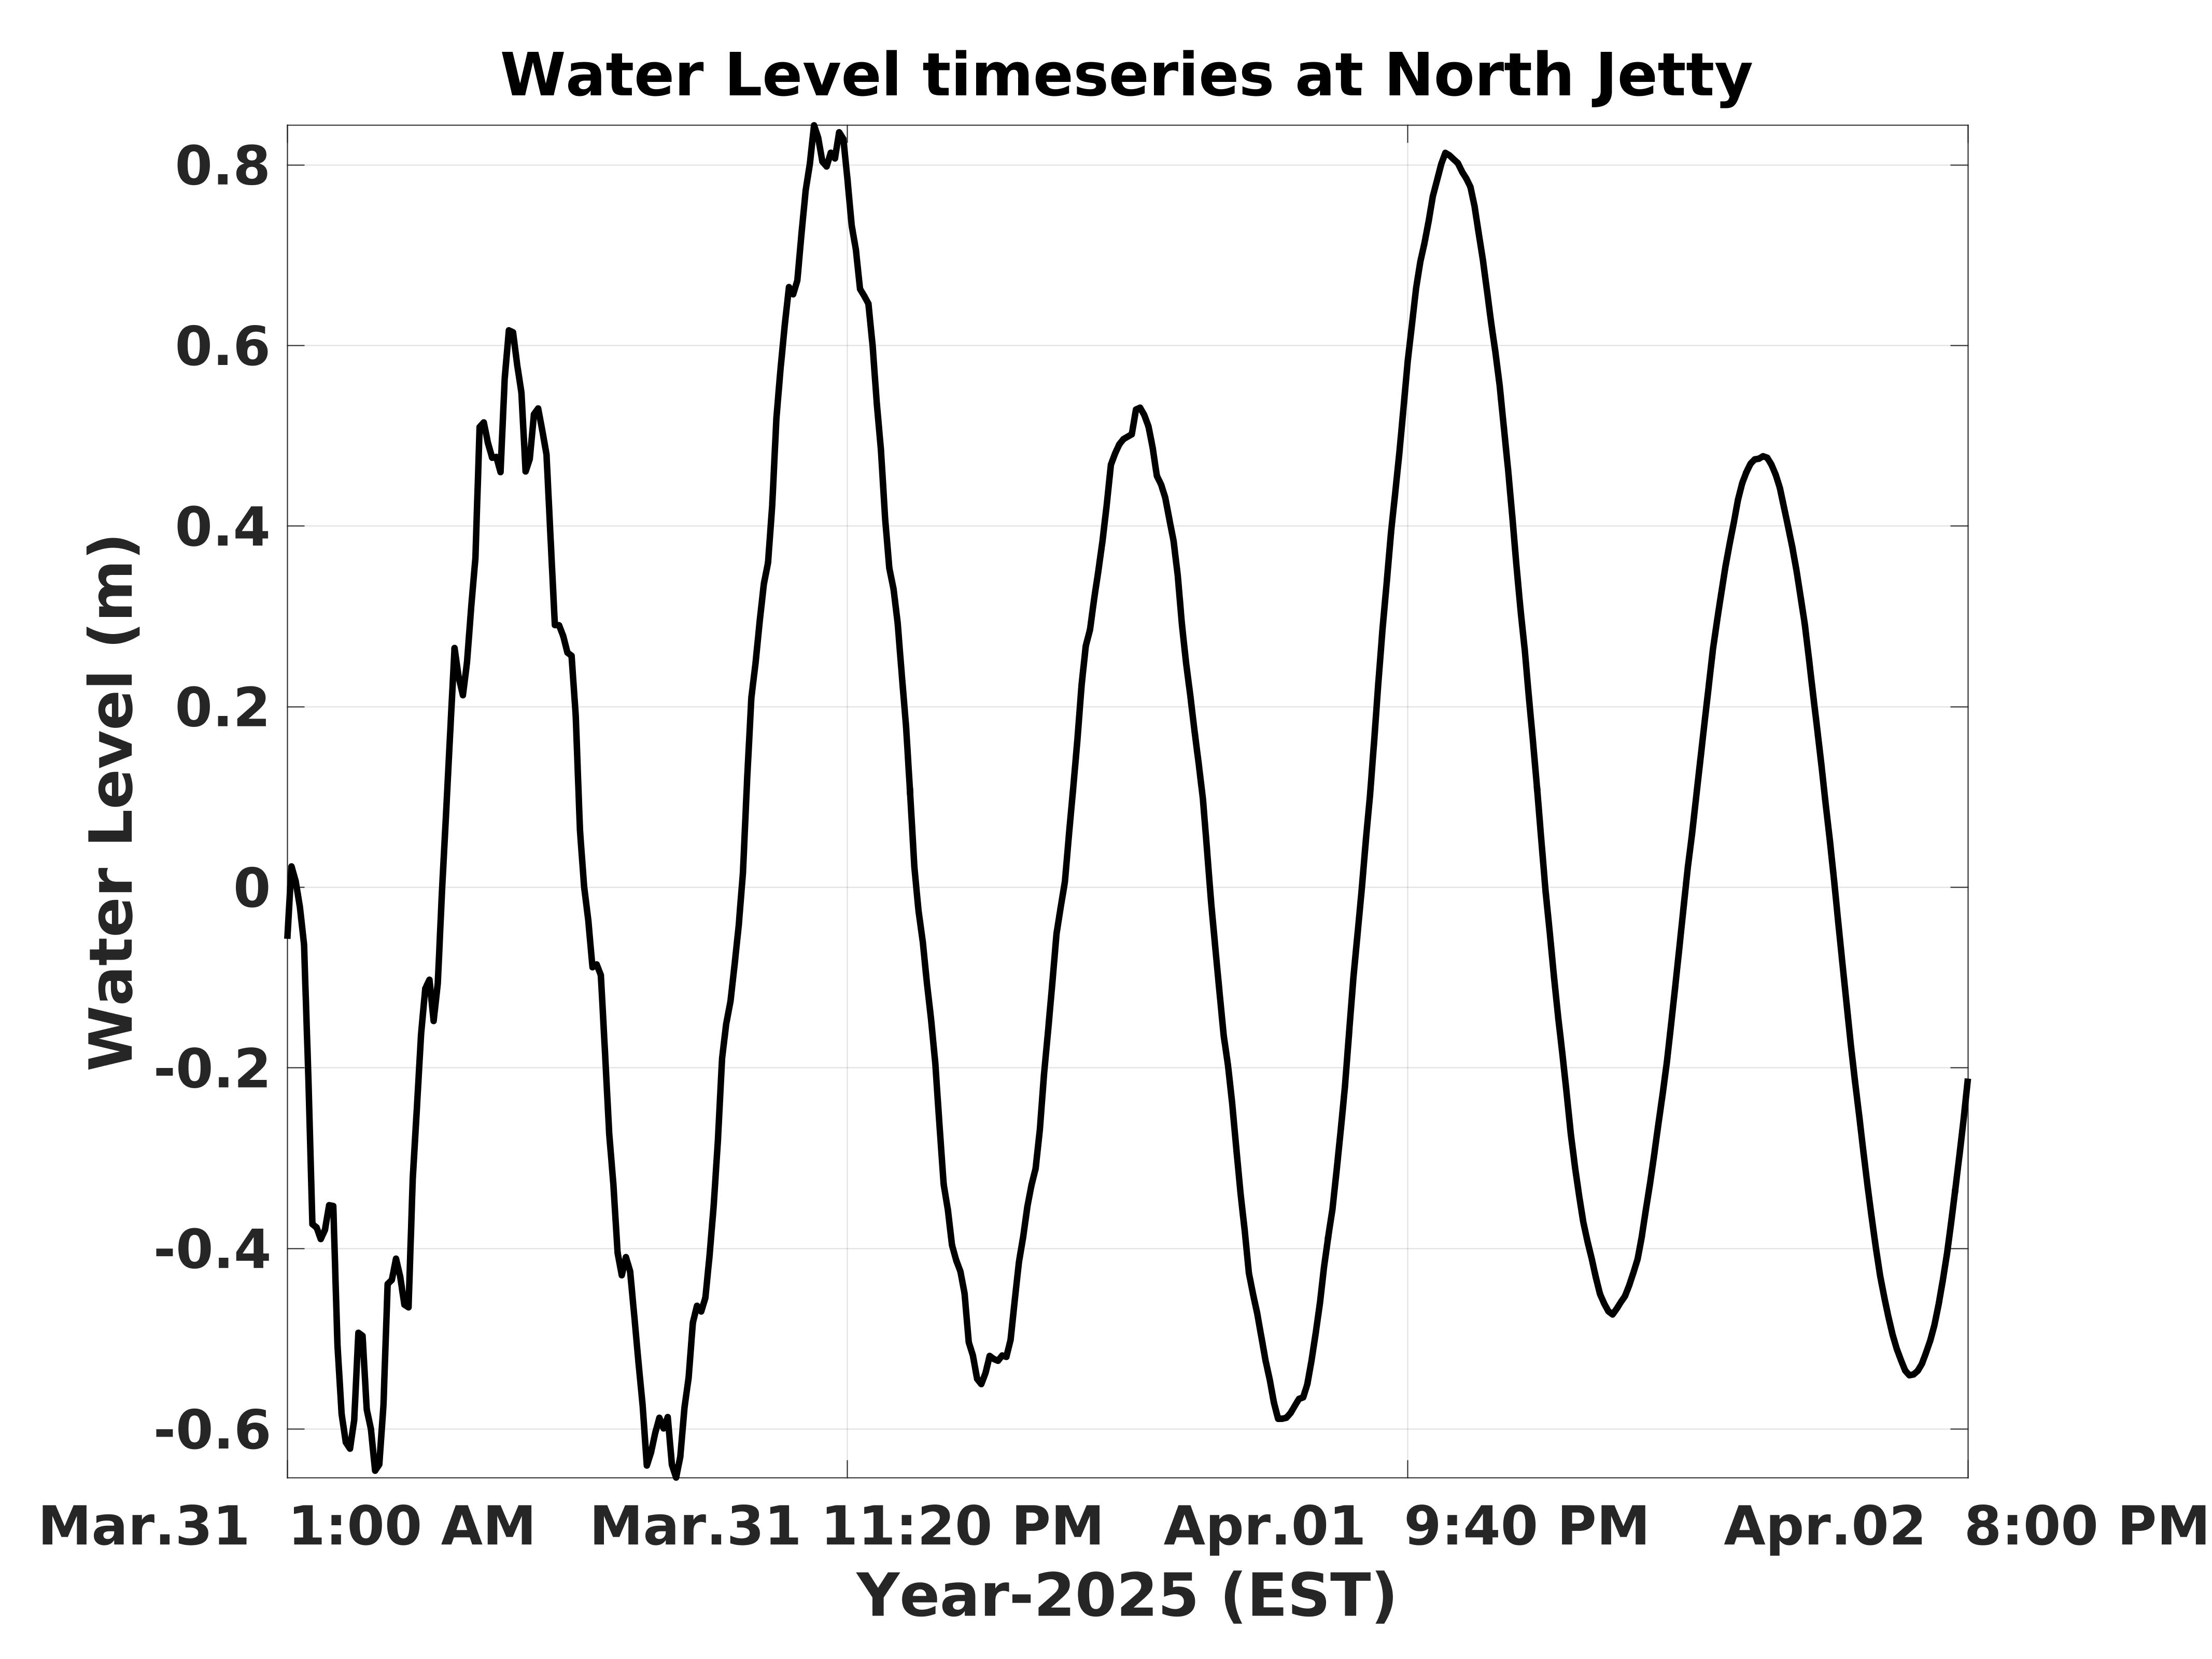 Water Level timeseries at North Jetty
0.8
0.6
0.4
0.2
0
-0.2
-0.4
-0.6
Water Level (m)
Mar.31 1:00 AM Mar.31 11:20 PM Apr.01 9:40 PM Apr.02 8:00 PM
Year-2025 (EST)